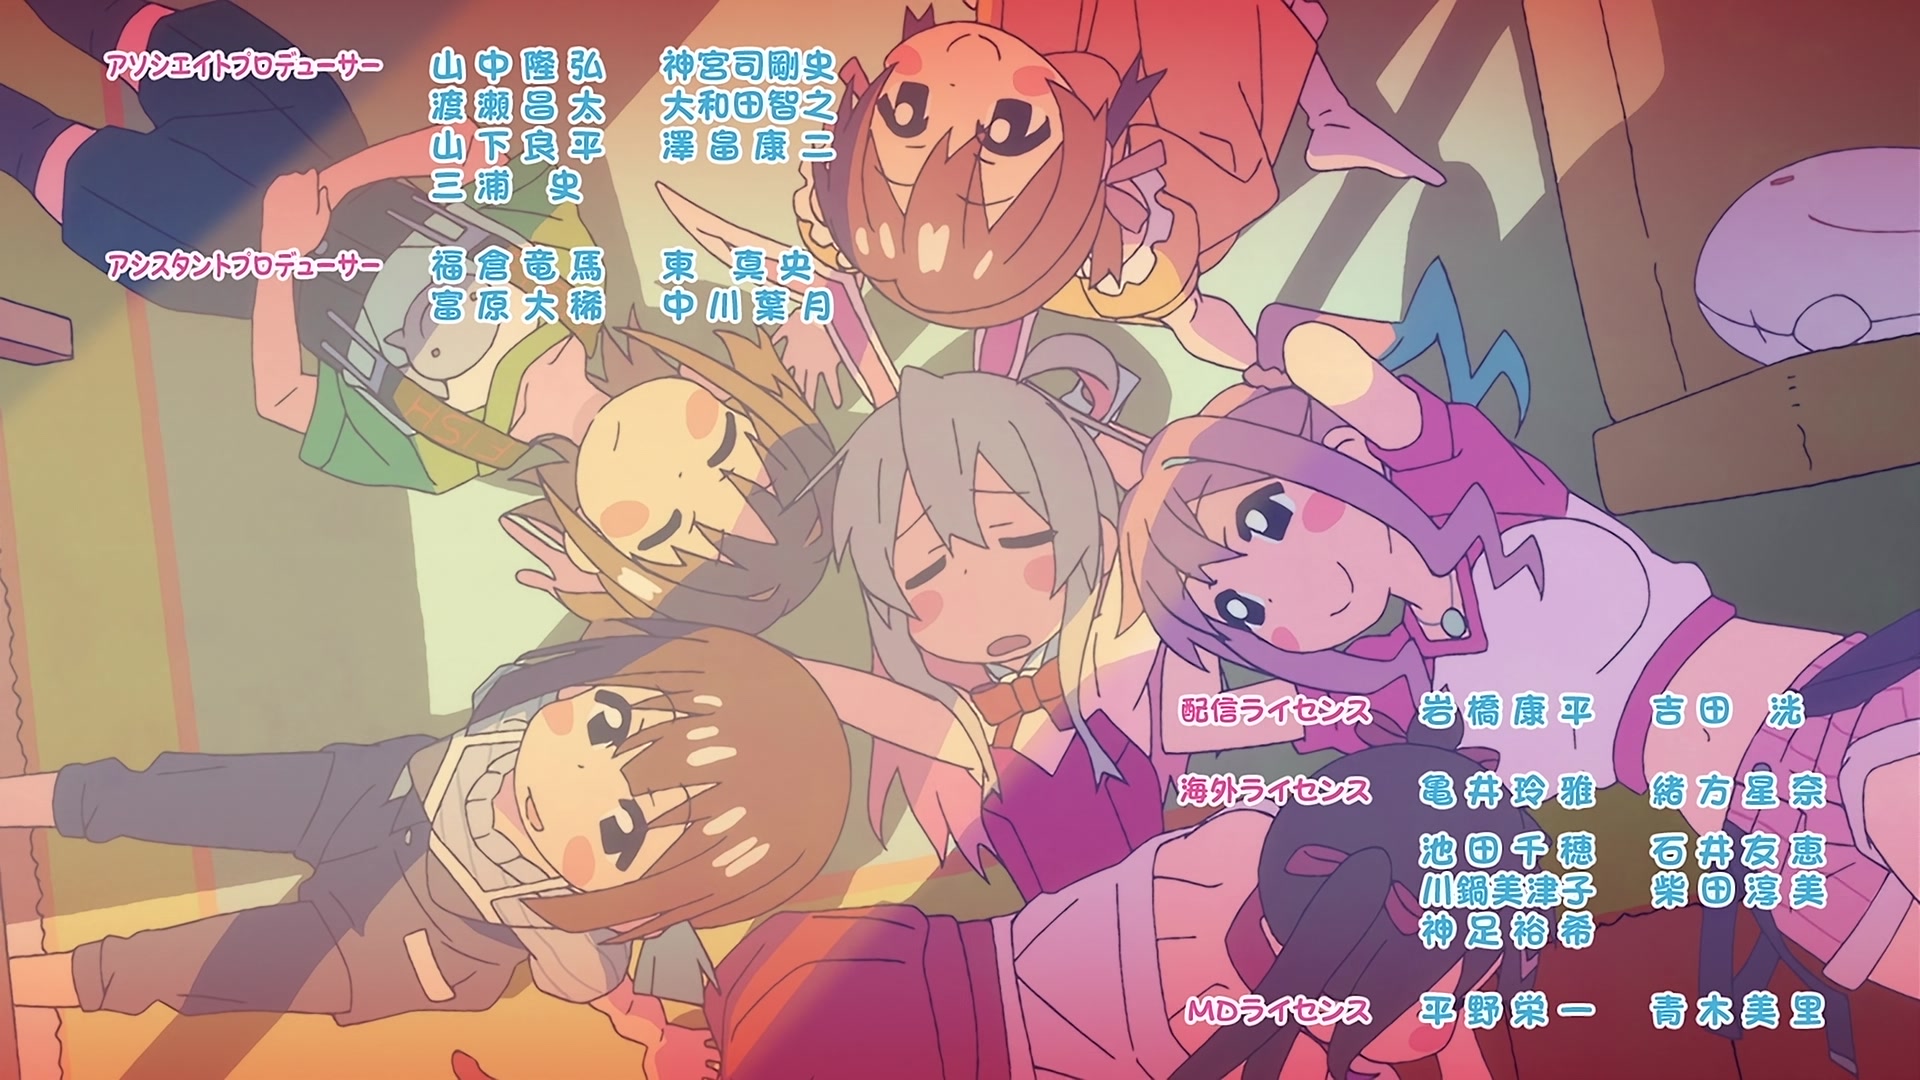 アソシエイトプロデューサー 山中隆弘 神宮司剛史
渡瀬昌太 大和田智之
山下良平 澤畠康二
三浦 史
アシスタントプロデューサー 福倉竜馬 東 真央
富原大稀 中川葉月
FISH
配信ライセンス 岩橋康平 吉田 洸
海外ライセンス 亀井玲雅 緒方星奈
池田千穂 石井友恵
川鍋美津子 柴田淳美
神足裕希
MDライセンス 平野栄一 青木美里